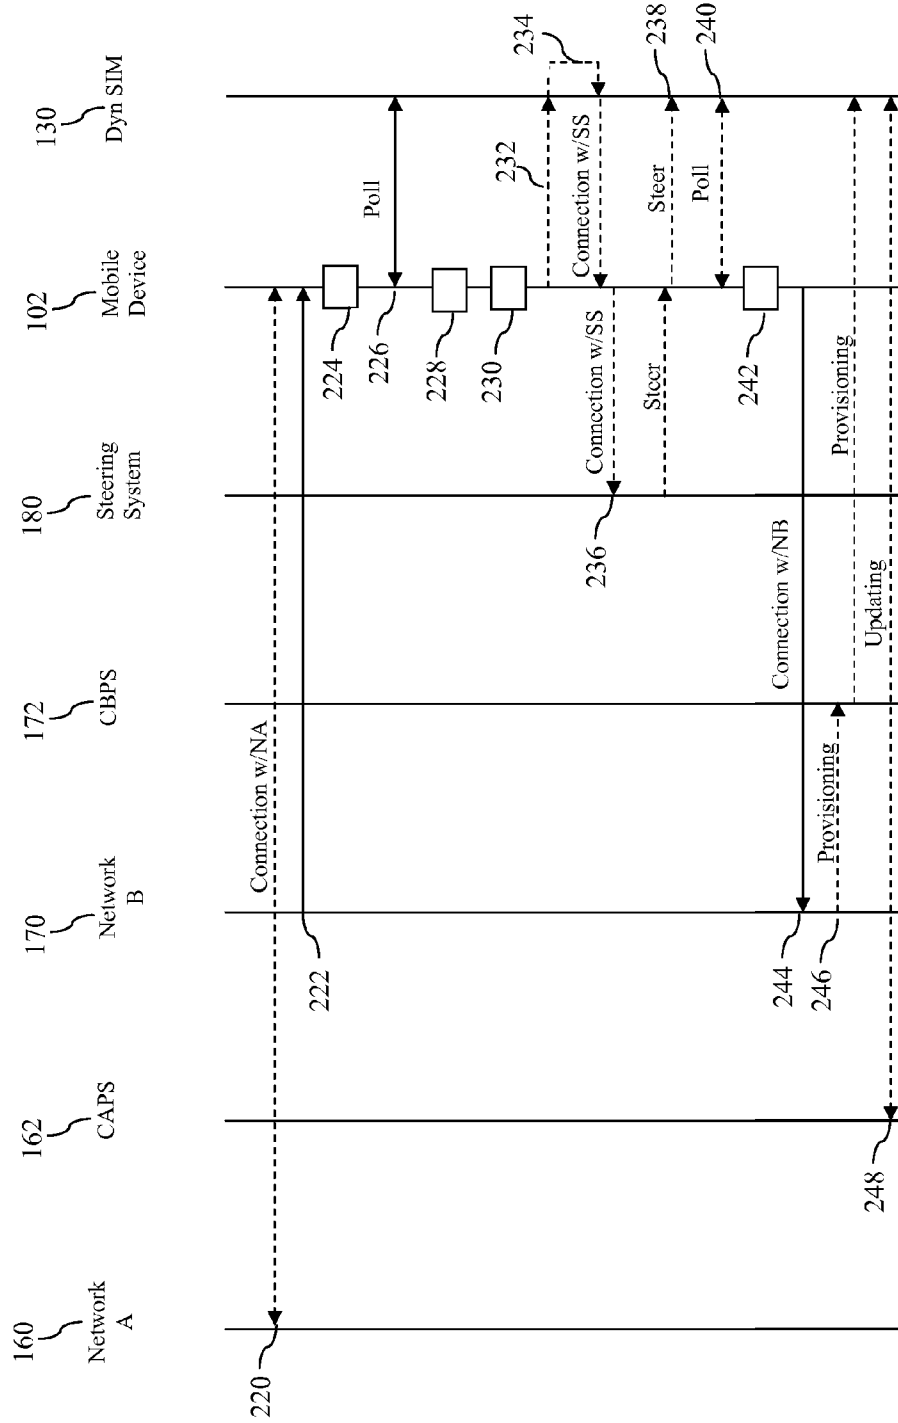 160
Network
A
162
CAPS
170
Network
B
172
CBPS
180
Steering
System
102
Mobile
Device
130
Dyn SIM
220
Connection w/NA
222
224
226
Poll
228
230
232
234
Connection w/SS
Connection w/SS
236
Steer
Steer
238
Poll
240
242
Connection w/NB
244
Provisioning
246
Provisioning
Updating
248